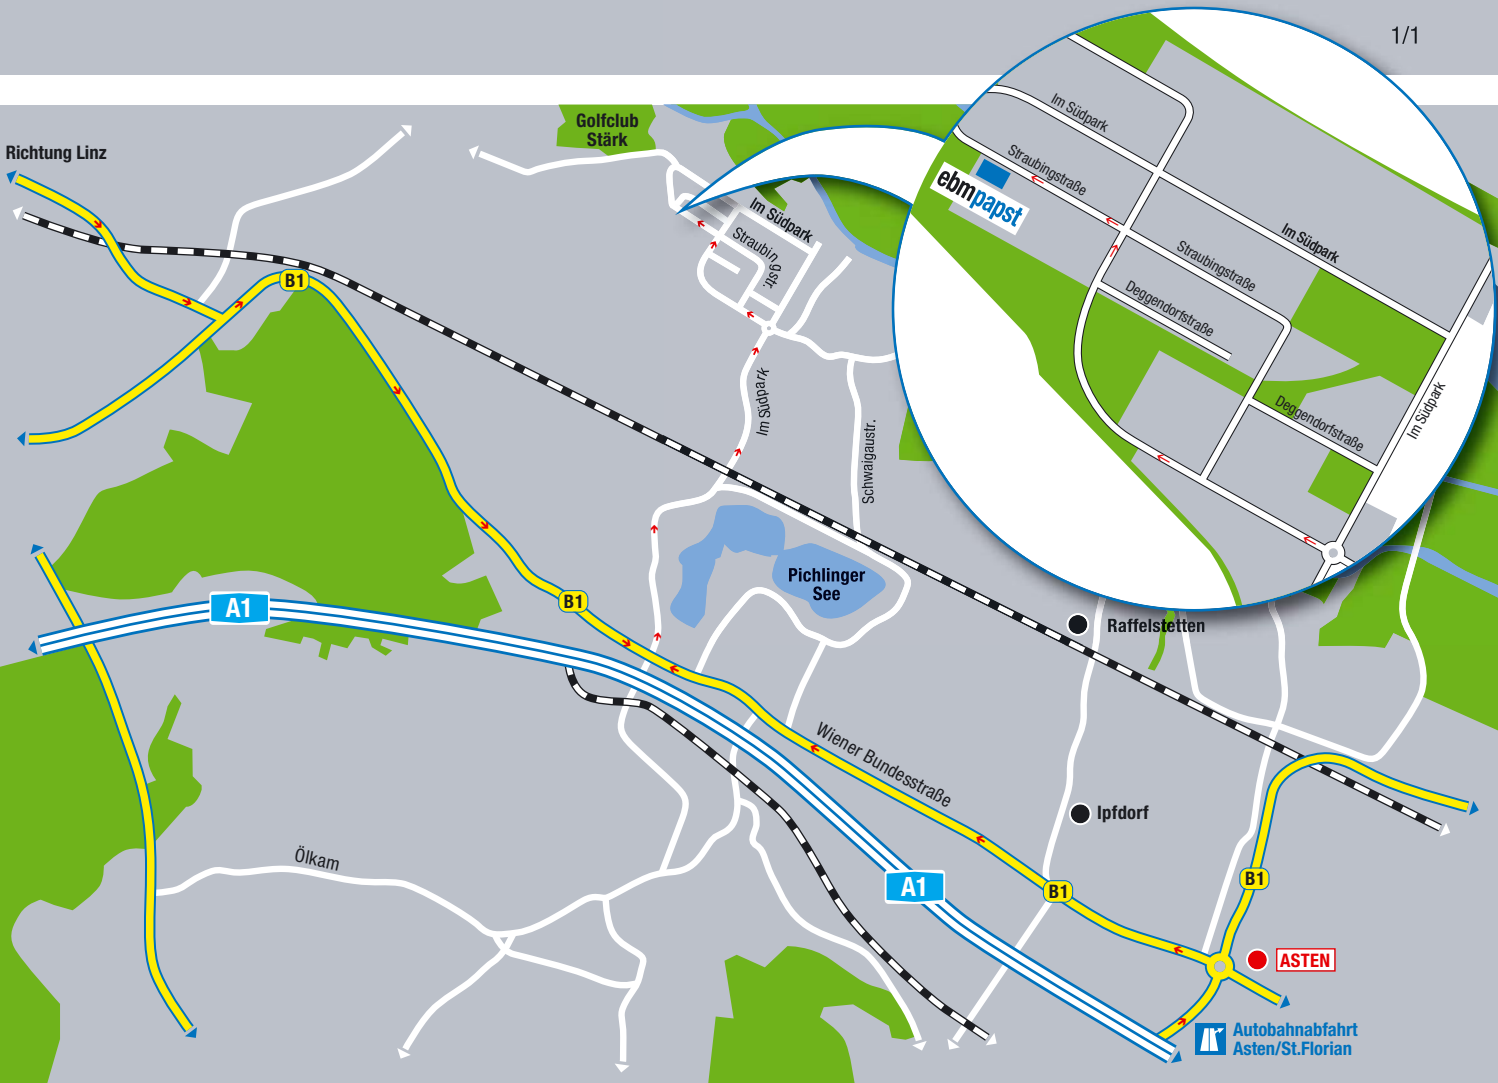 1/1
Golfclub
Stärk
Richtung Linz
Im Südpark
Straubingstraße
ebmpapst
Im Südpark
Straubingstraße
Deggendorfstraße
Deggendorfstraße
Im Südpark
Im Südpark
Straubin
gstr.
B1
Im Südpark
Schwaigaustr.
Pichlinger
See
B1
A1
Raffelstetten
Wiener Bundesstraße
Ipfdorf
Ölkam
A1
B1
B1
ASTEN
Autobahnabfahrt
Asten/St.Florian